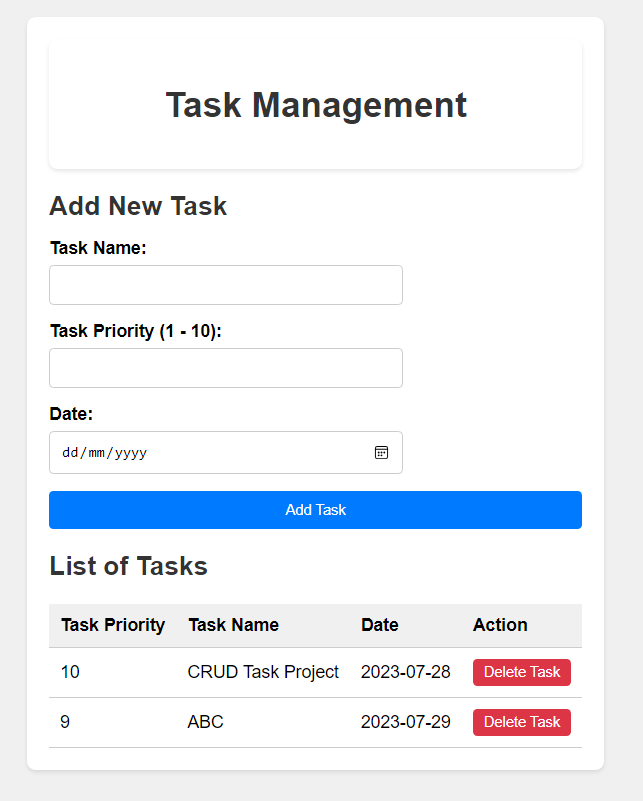 Task Management
Add New Task
Task Name:
Task Priority (1 - 10):
Date:
dd/mm/yyyy
Add Task
List of Tasks
Task Priority Task Name Date Action
10 CRUD Task Project 2023-07-28 Delete Task
9 ABC 2023-07-29 Delete Task